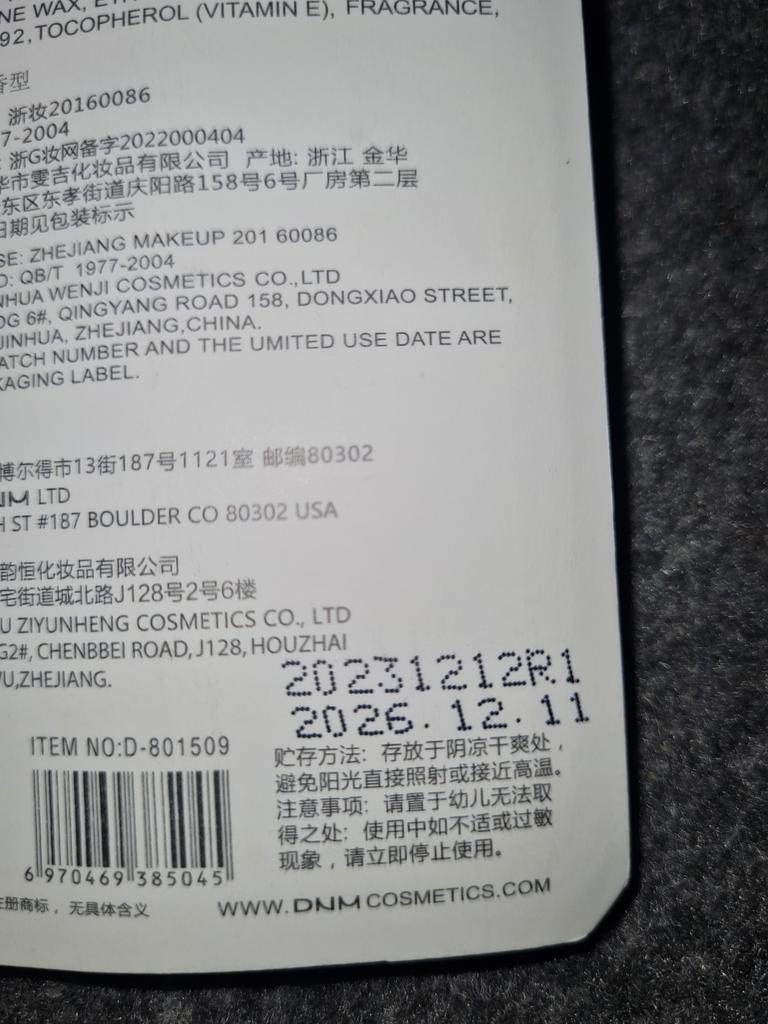 NE WAX,
92, TOCOPHEROL (VITAMIN E), FRAGRANCE,
香型
浙妆20160086
7-2004
: 浙G妆网备字2022000404
华市雯吉化妆品有限公司 产地: 浙江 金华
东区东孝街道庆阳路158号6号厂房第二层
日期见包装标示
SE: ZHEJIANG MAKEUP 201 60086
D: QB/T 1977-2004
NHUA WENJI COSMETICS CO.,LTD
DG 6#, QINGYANG ROAD 158, DONGXIAO STREET,
JINHUA, ZHEJIANG,CHINA.
ATCH NUMBER AND THE UMITED USE DATE ARE
KAGING LABEL.
博尔得市13街187号1121室 邮编80302
DNM LTD
H ST #187 BOULDER CO 80302 USA
韵恒化妆品有限公司
宅街道城北路J128号2号6楼
U ZIYUNHENG COSMETICS CO., LTD
G2#, CHENBBEI ROAD, J128, HOUZHAI
WU,ZHEJIANG.
20231212R1
2026.12.11
ITEM NO:D-801509
贮存方法: 存放于阴凉干爽处，
避免阳光直接照射或接近高温。
注意事项: 请置于幼儿无法取
得之处: 使用中如不适或过敏
现象，请立即停止使用。
6 970469 385045
注册商标，无具体含义
WWW.DNMCOSMETICS.COM